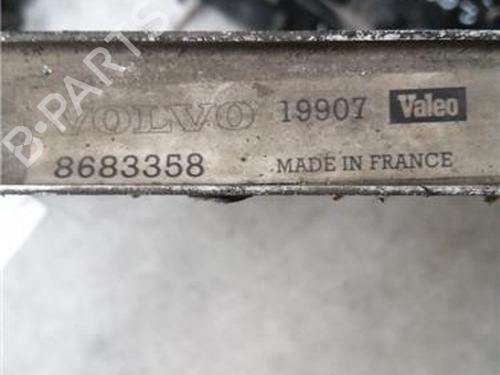 VOLVO 19907 Valeo
8683358 MADE IN FRANCE
B-PARTS